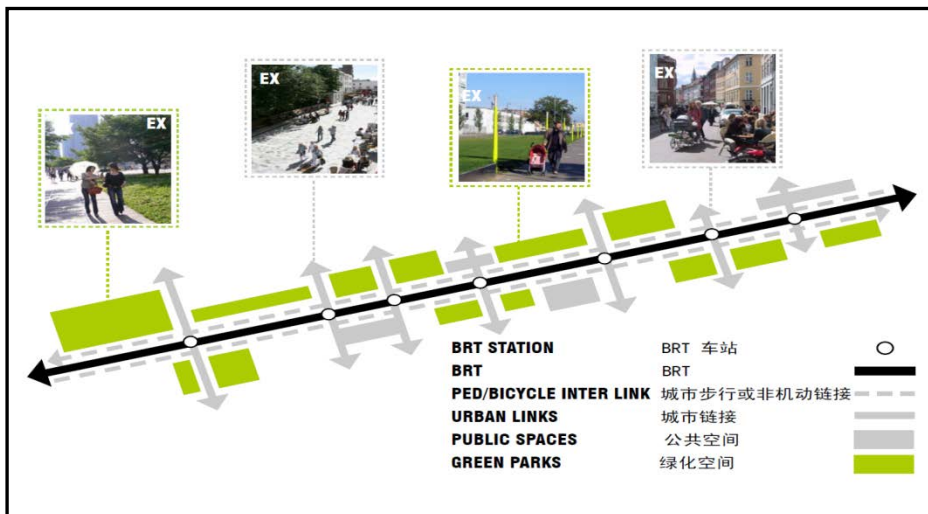 EX
EX
EX
EX
BRT STATION BRT 车站
BRT BRT
PED/BICYCLE INTER LINK 城市步行或非机动链接
URBAN LINKS 城市链接
PUBLIC SPACES 公共空间
GREEN PARKS 绿化空间